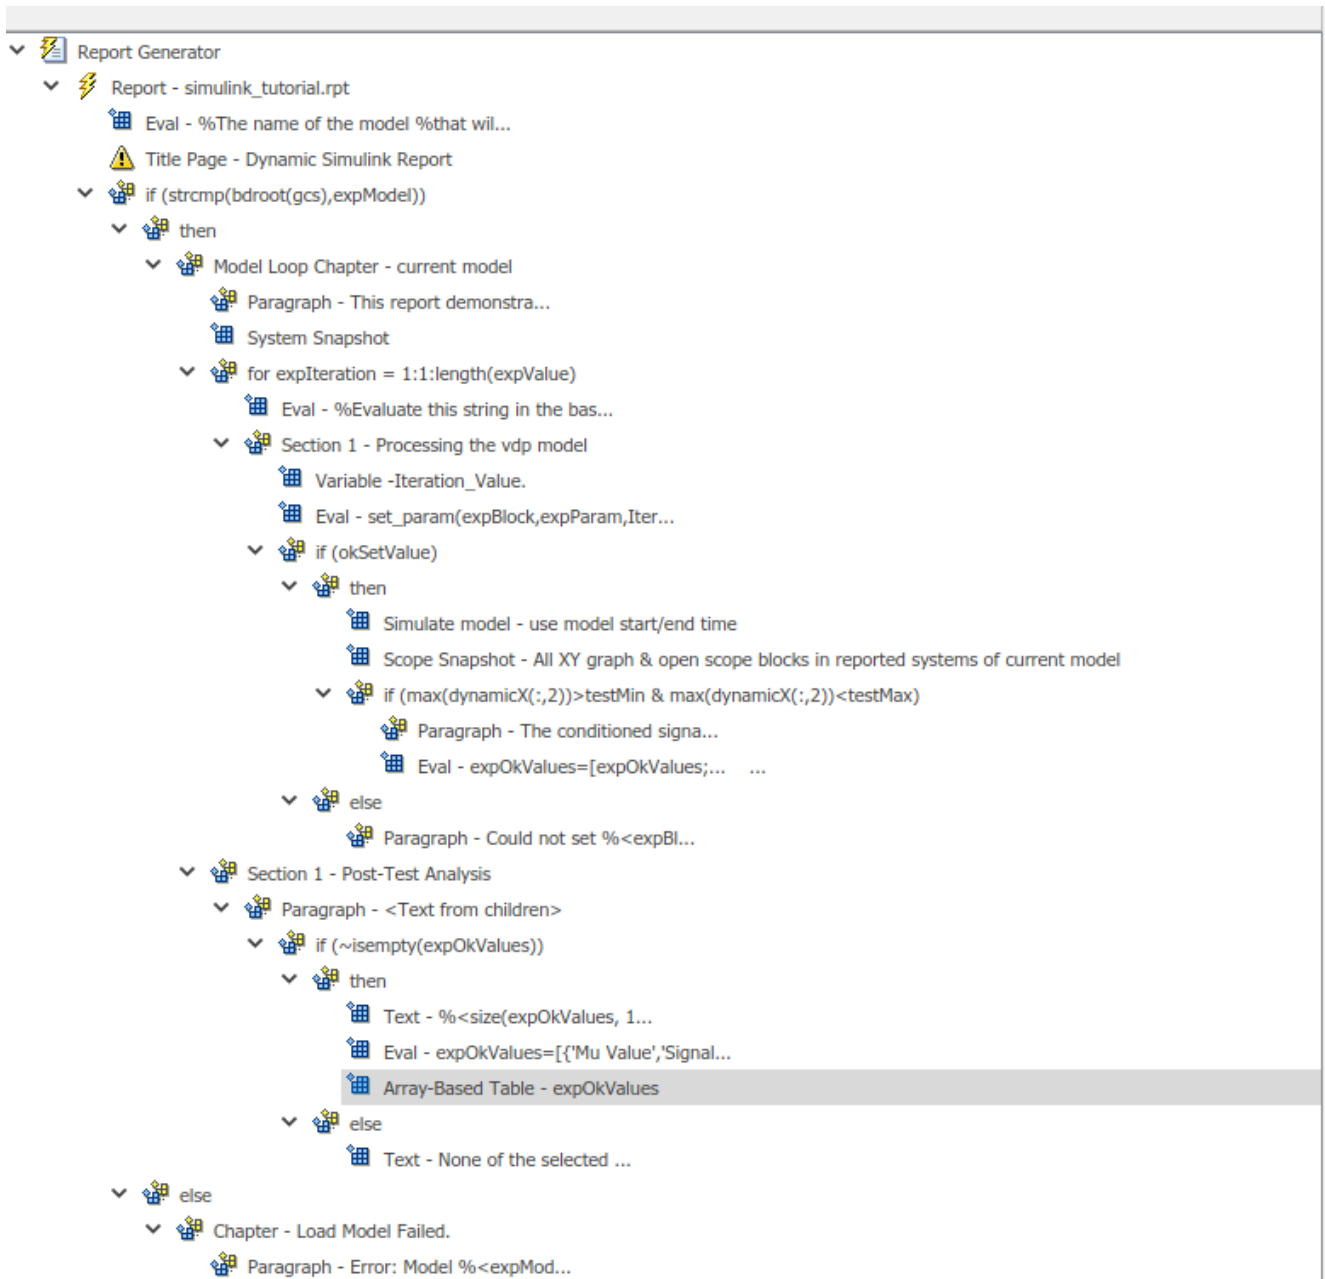 Report Generator
Report - simulink_tutorial.rpt
Eval - %The name of the model %that wil...
Title Page - Dynamic Simulink Report
if (strcmp(bdroot(gcs),expModel))
then
Model Loop Chapter - current model
Paragraph - This report demonstra...
System Snapshot
for expIteration = 1:1:length(expValue)
Eval - %Evaluate this string in the bas...
Section 1 - Processing the vdp model
Variable -Iteration_Value.
Eval - set_param(expBlock,expParam,Iter...
if (okSetValue)
then
Simulate model - use model start/end time
Scope Snapshot - All XY graph & open scope blocks in reported systems of current model
if (max(dynamicX(:,2))>testMin & max(dynamicX(:,2))<testMax)
Paragraph - The conditioned signa...
Eval - expOkValues=[expOkValues;... ...
else
Paragraph - Could not set %<expBl...
Section 1 - Post-Test Analysis
Paragraph - <Text from children>
if (~isempty(expOkValues))
then
Text - %<size(expOkValues, 1...
Eval - expOkValues=[{'Mu Value','Signal...
Array-Based Table - expOkValues
else
Text - None of the selected ...
else
Chapter - Load Model Failed.
Paragraph - Error: Model %<expMod...